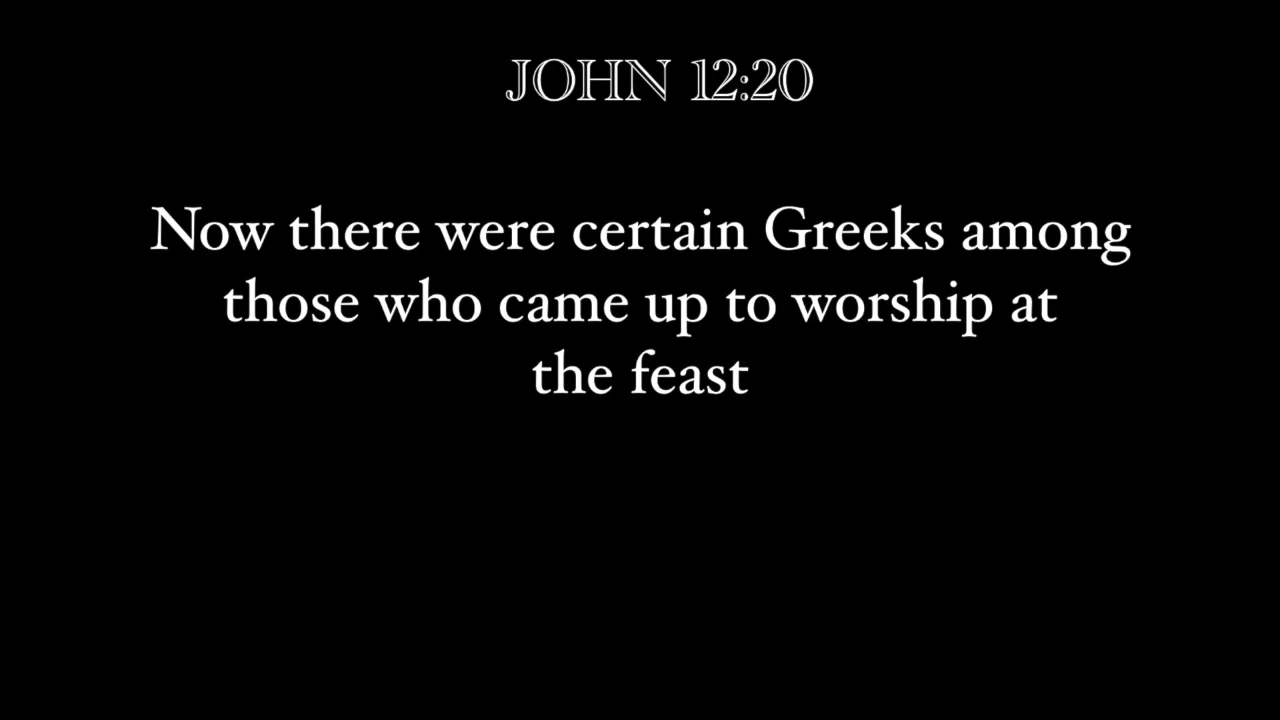 JOHN 12:20
Now there were certain Greeks among
those who came up to worship at
the feast